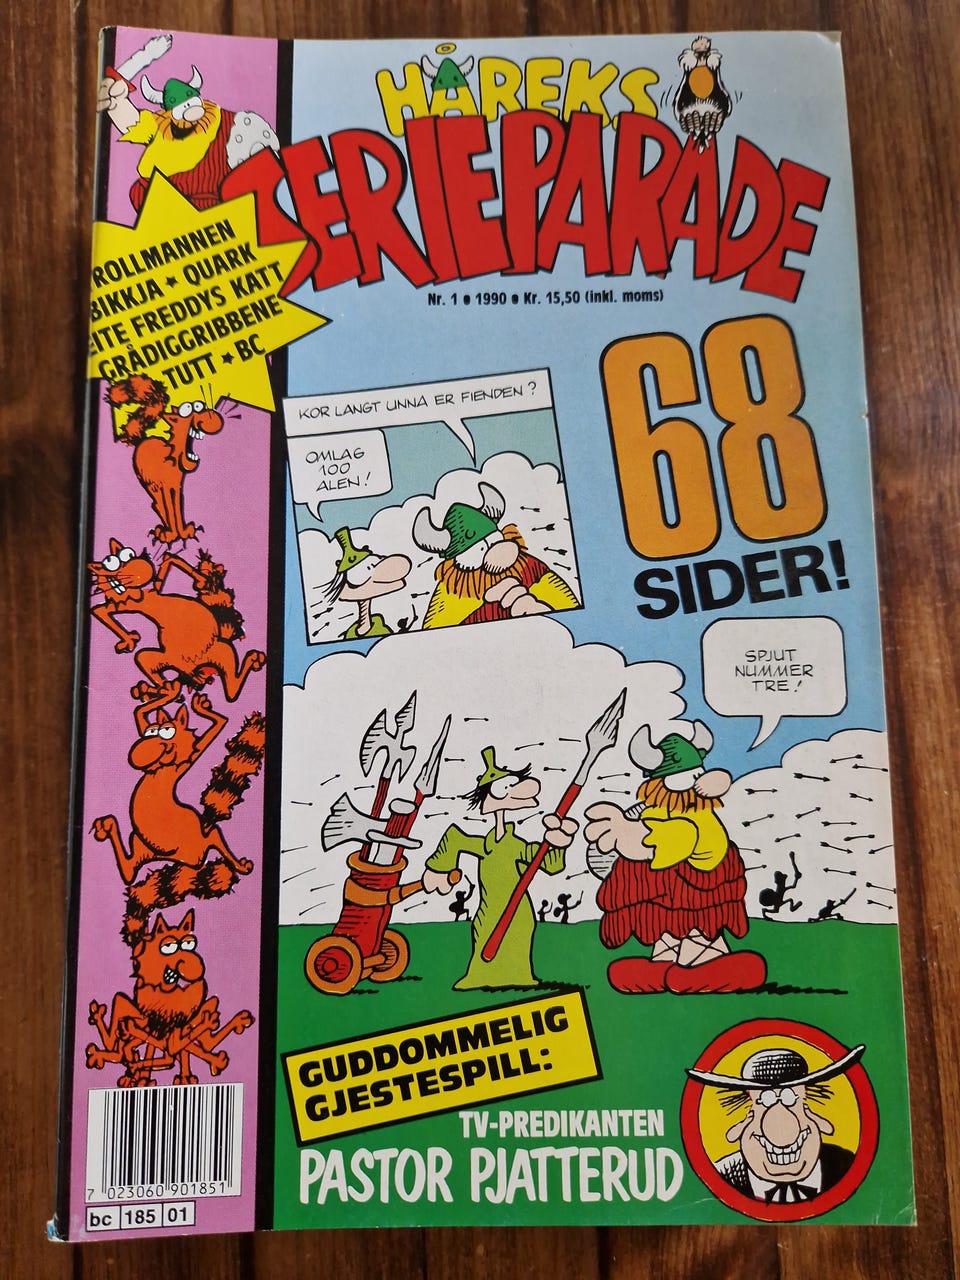 HÅREKS
SERIEPARADE
Nr. 1 • 1990 • Kr. 15,50 (inkl. moms)
ROLLMANNEN
BIKKJA ★ QUARK
EITE FREDDYS KATT
GRÅDIGGRIBBENE
TUTT ★ BC
68
SIDER!
KOR LANGT UNNA ER FIENDEN?
OMLAG
100
ALEN!
SPJUT
NUMMER
TRE!
GUDDOMMELIG
GJESTESPILL:
TV-PREDIKANTEN
PASTOR PJATTERUD
7 023060 901851
bc 185 01